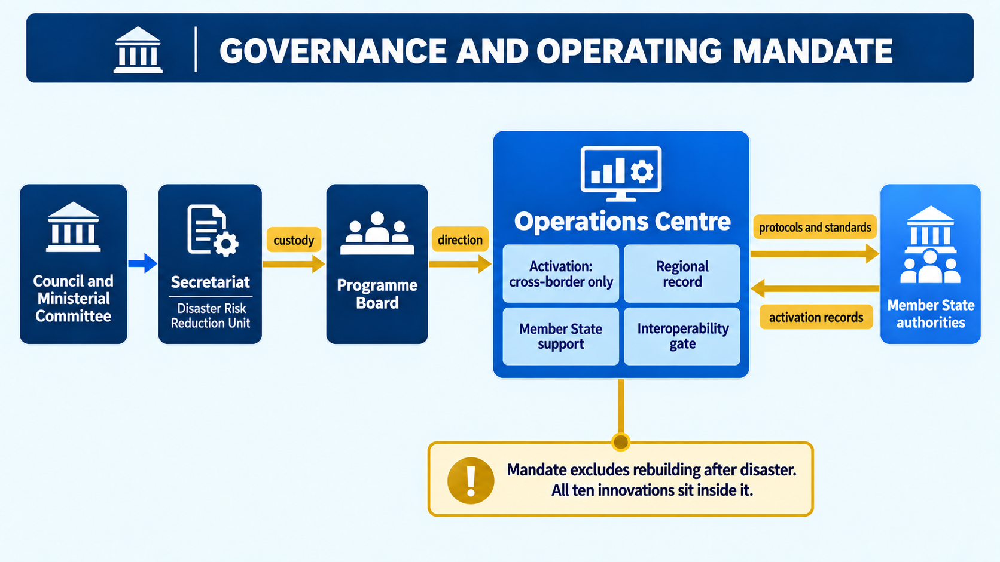 GOVERNANCE AND OPERATING MANDATE
Council and
Ministerial
Committee
Secretariat
Disaster Risk
Reduction Unit
custody
Programme
Board
direction
Operations Centre
Activation:
cross-border only
Regional
record
Member State
support
Interoperability
gate
protocols and standards
activation records
Member State
authorities
Mandate excludes rebuilding after disaster.
All ten innovations sit inside it.